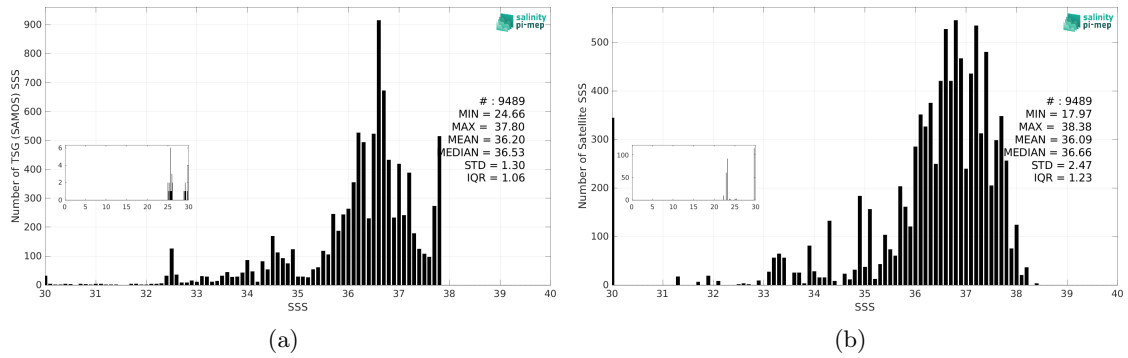 salinity
pi-mep
900
800
700
600
500
400
300
200
100
0
Number of TSG (SAMOS) SSS
# : 9489
MIN = 24.66
MAX = 37.80
MEAN = 36.20
MEDIAN = 36.53
STD = 1.30
IQR = 1.06
6
4
2
0
0 5 10 15 20 25 30
30 31 32 33 34 35 36 37 38 39 40
SSS
(a)
salinity
pi-mep
500
400
300
200
100
0
Number of Satellite SSS
# : 9489
MIN = 17.97
MAX = 38.38
MEAN = 36.09
MEDIAN = 36.66
STD = 2.47
IQR = 1.23
100
50
0
0 5 10 15 20 25 30
30 31 32 33 34 35 36 37 38 39 40
SSS
(b)